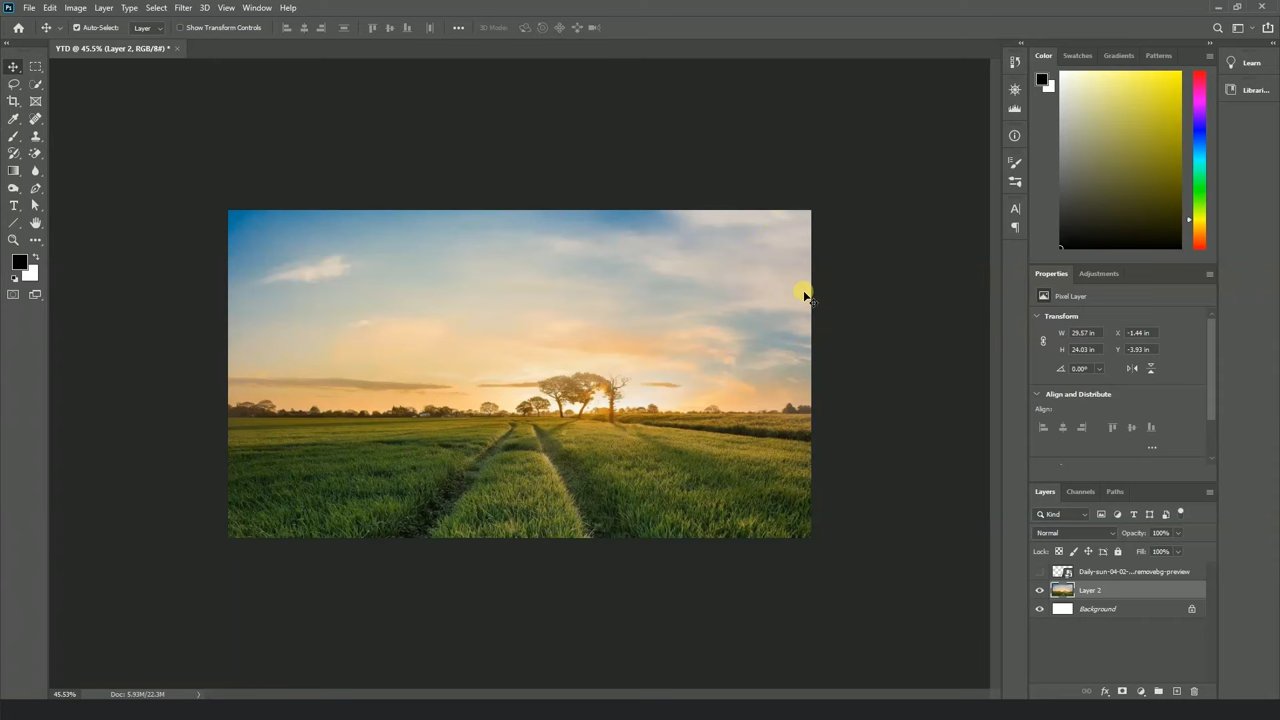 Ps File Edit Image Layer Type Select Filter 3D View Window Help
Auto-Select: Layer Show Transform Controls 3D Mode:
YTD @ 45.5% (Layer 2, RGB/8#) * ×
Color Swatches Gradients Patterns
Learn
Librari...
Properties Adjustments
Pixel Layer
Transform
W 29.57 in X -1.44 in
H 24.03 in Y -3.93 in
0.00°
Align and Distribute
Align:
Layers Channels Paths
Kind
Normal Opacity: 100%
Lock: Fill: 100%
Daily-sun-04-02-...removebg-preview
Layer 2
Background
45.53% Doc: 5.93M/22.3M